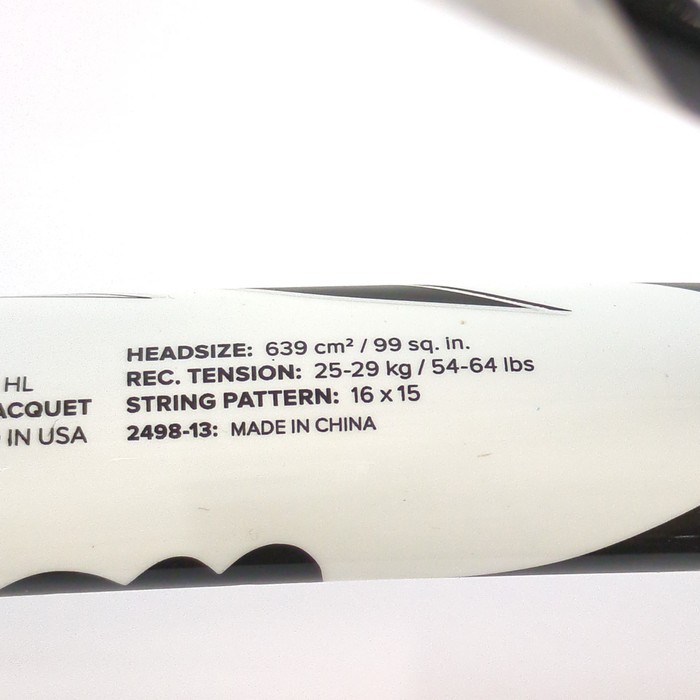 HL
ACQUET
IN USA
HEADSIZE: 639 cm² / 99 sq. in.
REC. TENSION: 25-29 kg / 54-64 lbs
STRING PATTERN: 16 x 15
2498-13: MADE IN CHINA